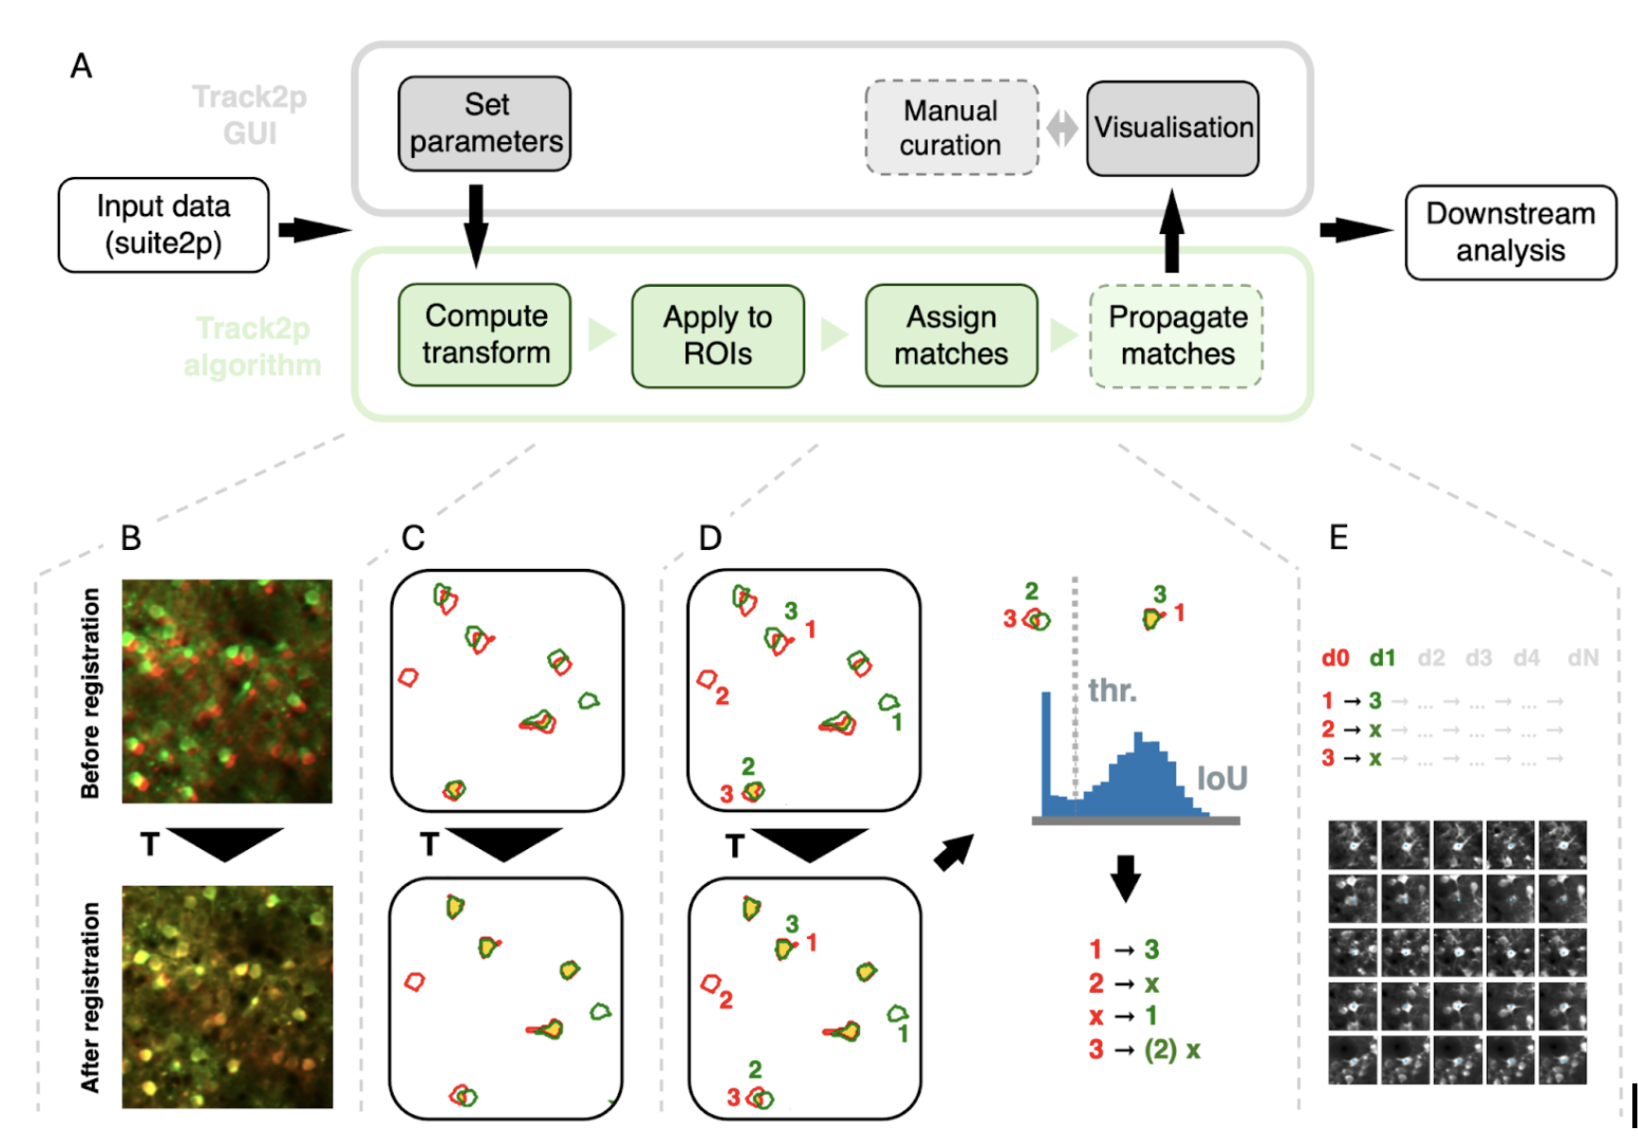 A
Track2p
GUI
Set
parameters
Manual
curation
Visualisation
Input data
(suite2p)
Downstream
analysis
Track2p
algorithm
Compute
transform
Apply to
ROIs
Assign
matches
Propagate
matches
B
C
D
E
Before registration
T
After registration
T
3
1
2
1
2
3
T
3
1
2
1
2
3
2
3
3
1
thr.
IoU
1 → 3
2 → x
x → 1
3 → (2) x
d0 d1 d2 d3 d4 dN
1 → 3 → ... → ... → ... →
2 → x → ... → ... → ... →
3 → x → ... → ... → ... →